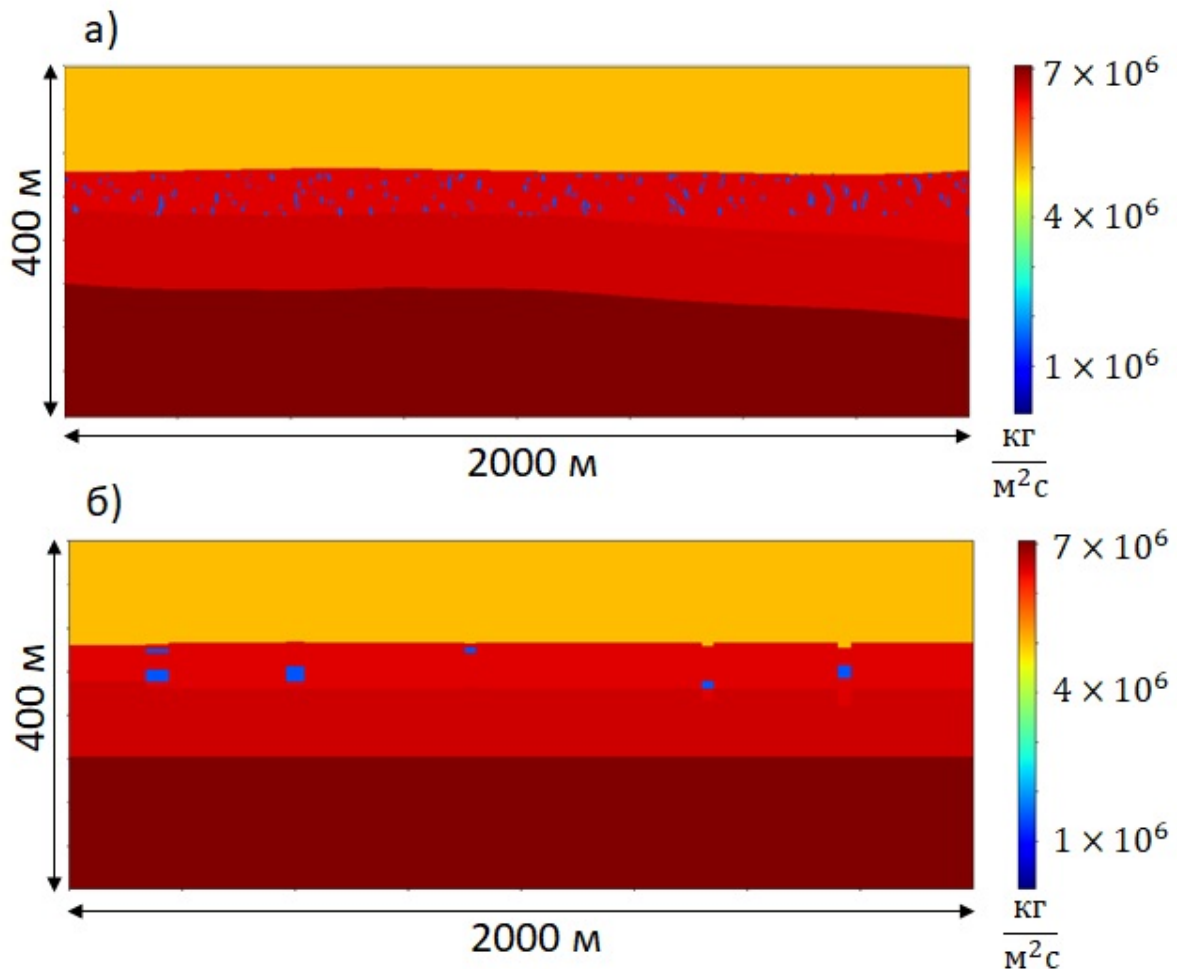 а)
7 × 10⁶
400 м
4 × 10⁶
1 × 10⁶
2000 м
кг
м²с
б)
7 × 10⁶
400 м
4 × 10⁶
1 × 10⁶
2000 м
кг
м²с